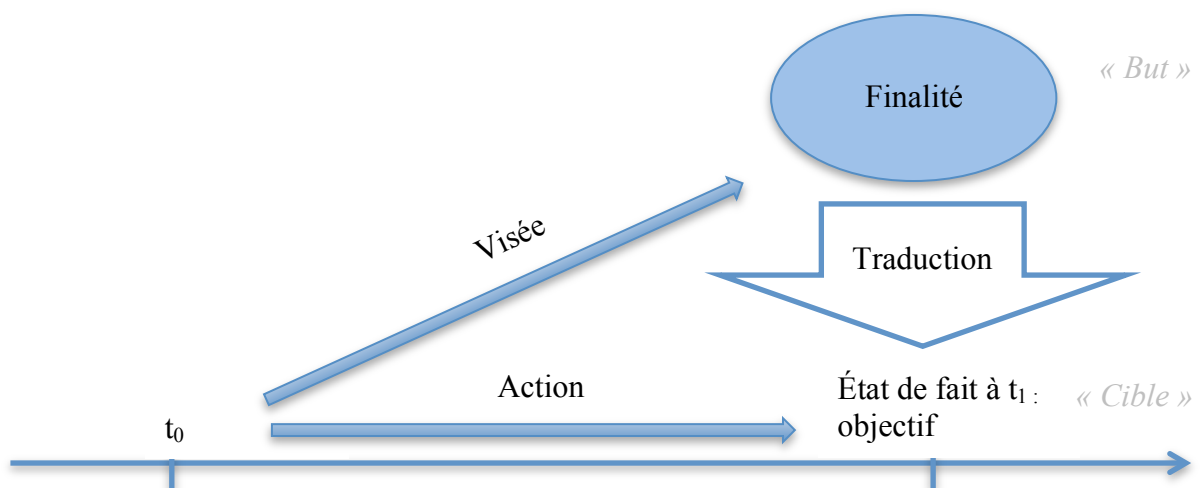 « But »
Finalité
Visée
Traduction
Action
État de fait à t₁ :
objectif
« Cible »
t₀